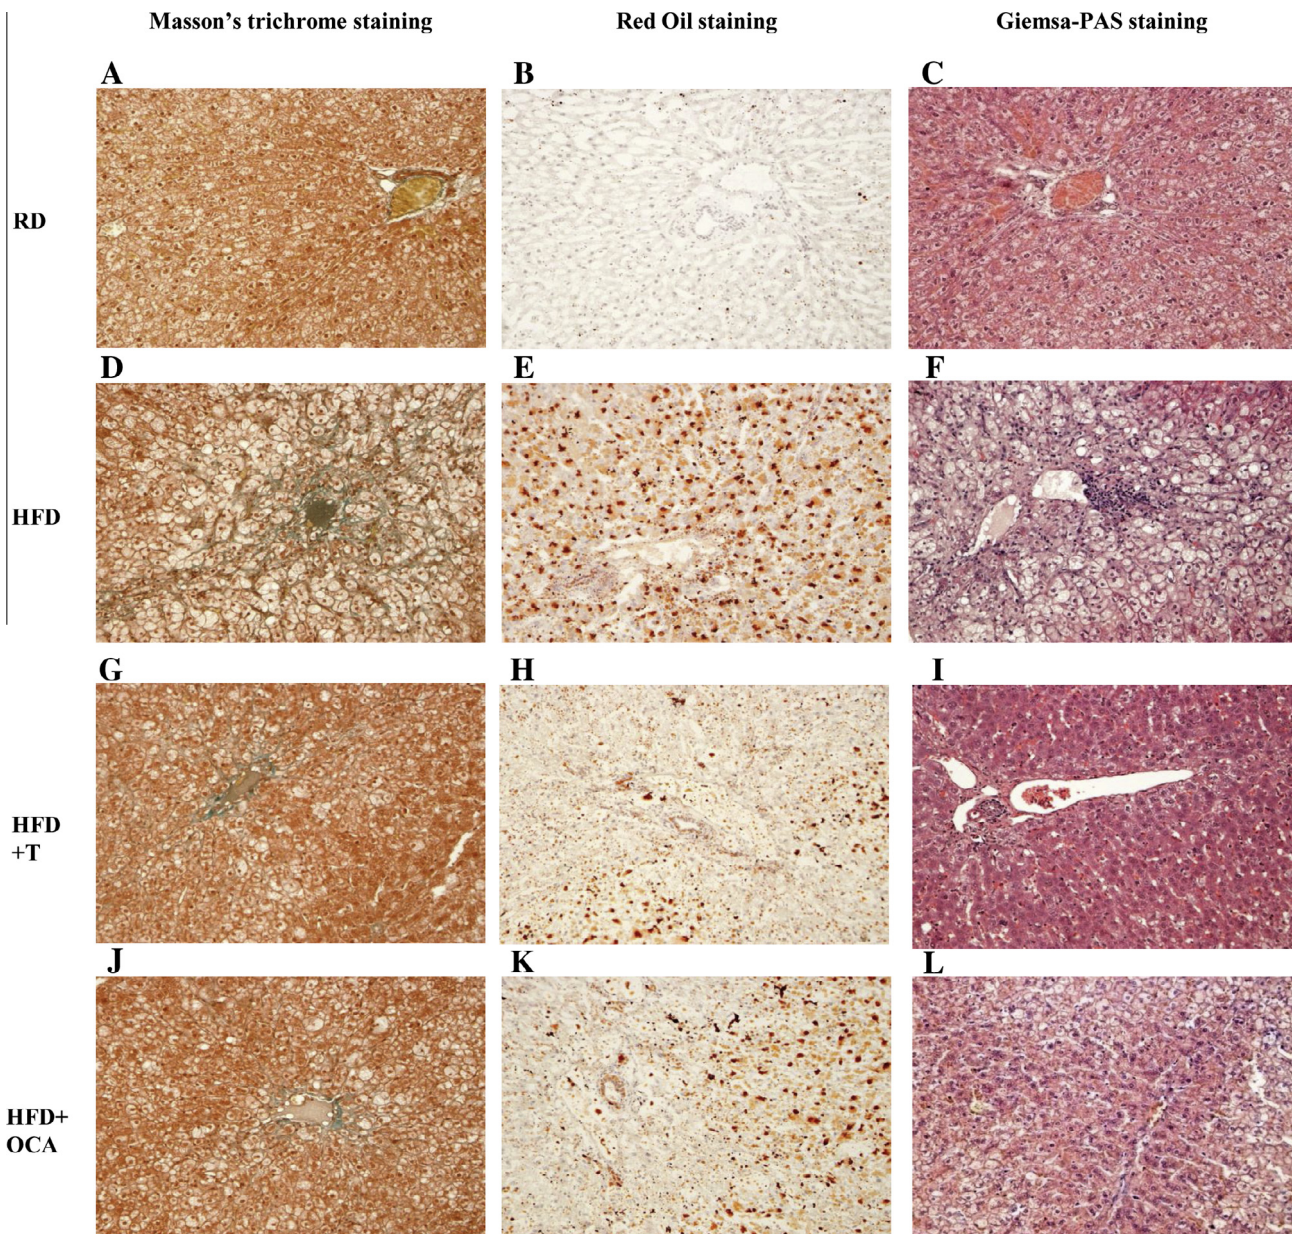 Masson's trichrome staining
Red Oil staining
Giemsa-PAS staining
A
B
C
RD
D
E
F
HFD
G
H
I
HFD
+T
J
K
L
HFD+
OCA